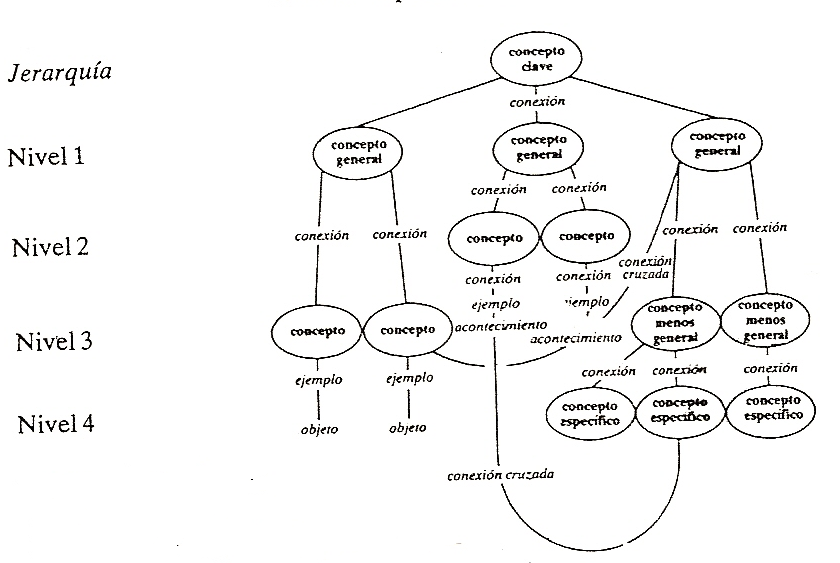 concepto
clave
Jerarquía
conexión
Nivel 1
concepto
general
concepto
general
concepto
general
conexión
conexión
Nivel 2
conexión
conexión
concepto
concepto
conexión
conexión
conexión
cruzada
conexión
conexión
ejemplo
concepto
menos
general
concepto
menos
general
Nivel 3
concepto
concepto
acontecimiento
acontecimiento
ejemplo
ejemplo
conexión
conexión
conexión
Nivel 4
objeto
objeto
concepto
específico
concepto
específico
concepto
específico
conexión cruzada